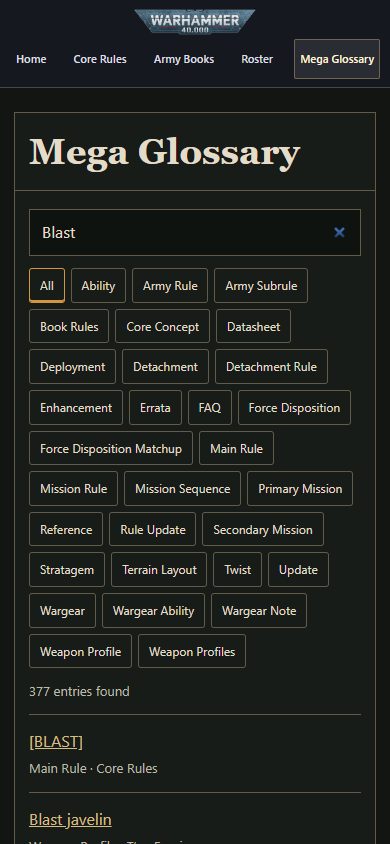 WARHAMMER
40,000
Home Core Rules Army Books Roster Mega Glossary
Mega Glossary
Blast
All Ability Army Rule Army Subrule
Book Rules Core Concept Datasheet
Deployment Detachment Detachment Rule
Enhancement Errata FAQ Force Disposition
Force Disposition Matchup Main Rule
Mission Rule Mission Sequence Primary Mission
Reference Rule Update Secondary Mission
Stratagem Terrain Layout Twist Update
Wargear Wargear Ability Wargear Note
Weapon Profile Weapon Profiles
377 entries found
[BLAST]
Main Rule · Core Rules
Blast javelin